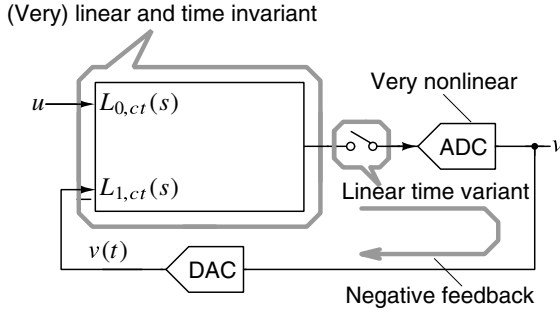 (Very) linear and time invariant
Very nonlinear
u
L0,ct(s)
ADC
v
L1,ct(s)
Linear time variant
v(t)
DAC
Negative feedback